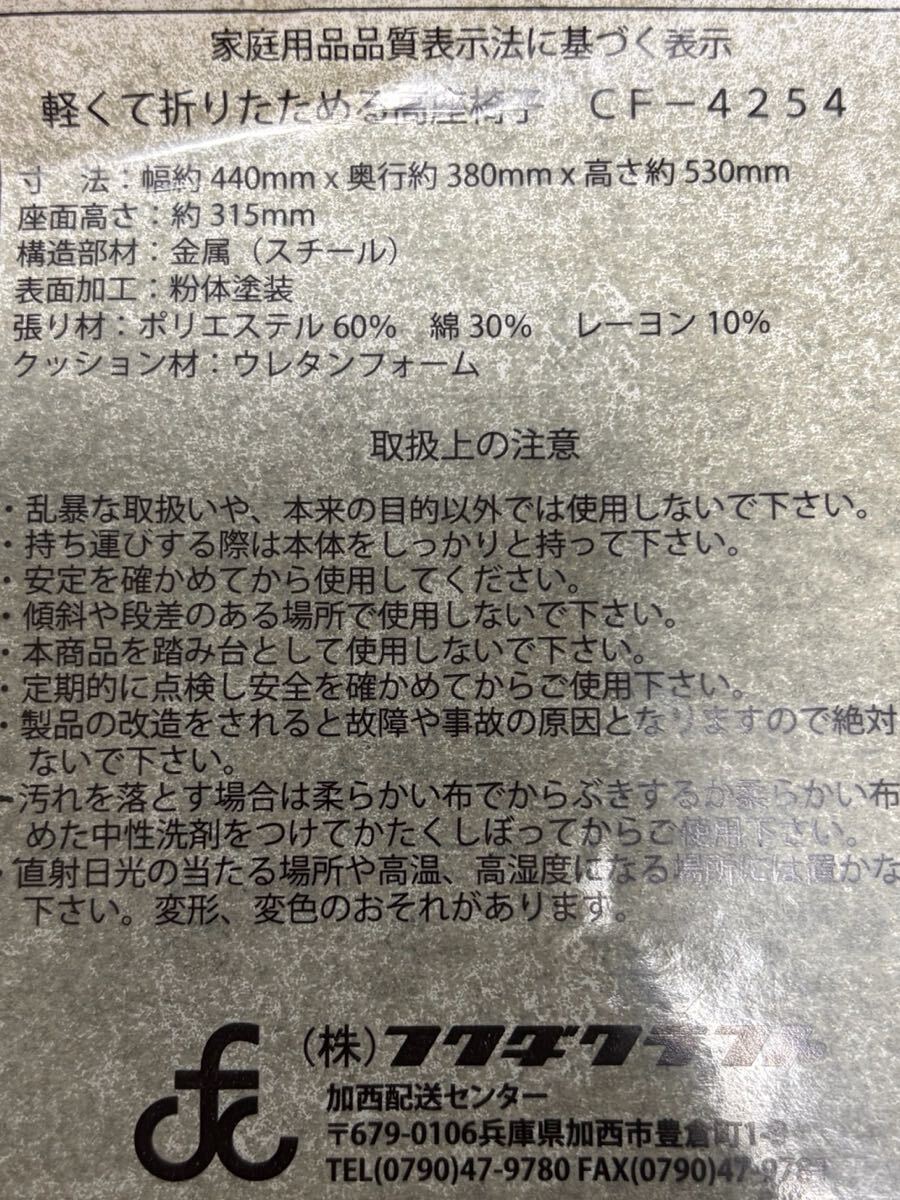 家庭用品品質表示法に基づく表示
軽くて折りたためる高座椅子　ＣＦ－４２５４
寸　法：幅約 440mm x 奥行約 380mm x 高さ約 530mm
座面高さ：約 315mm
構造部材：金属（スチール）
表面加工：粉体塗装
張り材：ポリエステル 60%　綿 30%　レーヨン 10%
クッション材：ウレタンフォーム
取扱上の注意
・乱暴な取扱いや、本来の目的以外では使用しないで下さい。
・持ち運びする際は本体をしっかりと持って下さい。
・安定を確かめてから使用してください。
・傾斜や段差のある場所で使用しないで下さい。
・本商品を踏み台として使用しないで下さい。
・定期的に点検し安全を確かめてからご使用下さい。
・製品の改造をされると故障や事故の原因となりますので絶対
ないで下さい。
・汚れを落とす場合は柔らかい布でからぶきするか柔らかい布
めた中性洗剤をつけてかたくしぼってからご使用下さい。
・直射日光の当たる場所や高温、高湿度になる場所には置かな
下さい。変形、変色のおそれがあります。
fcc
（株）フクダクラフト
加西配送センター
〒679-0106兵庫県加西市豊倉町1-
TEL(0790)47-9780 FAX(0790)47-978